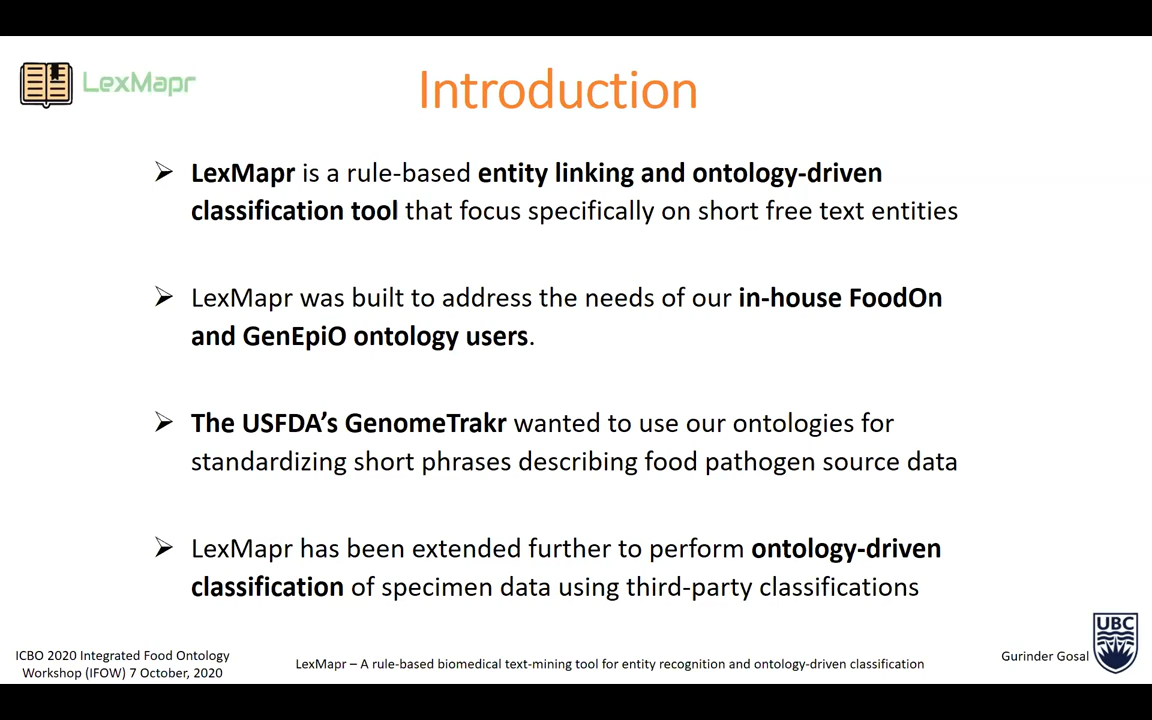 LexMapr
Introduction
➢ LexMapr is a rule-based entity linking and ontology-driven
classification tool that focus specifically on short free text entities
➢ LexMapr was built to address the needs of our in-house FoodOn
and GenEpiO ontology users.
➢ The USFDA’s GenomeTrakr wanted to use our ontologies for
standardizing short phrases describing food pathogen source data
➢ LexMapr has been extended further to perform ontology-driven
classification of specimen data using third-party classifications
ICBO 2020 Integrated Food Ontology
Workshop (IFOW) 7 October, 2020
LexMapr – A rule-based biomedical text-mining tool for entity recognition and ontology-driven classification
Gurinder Gosal
UBC